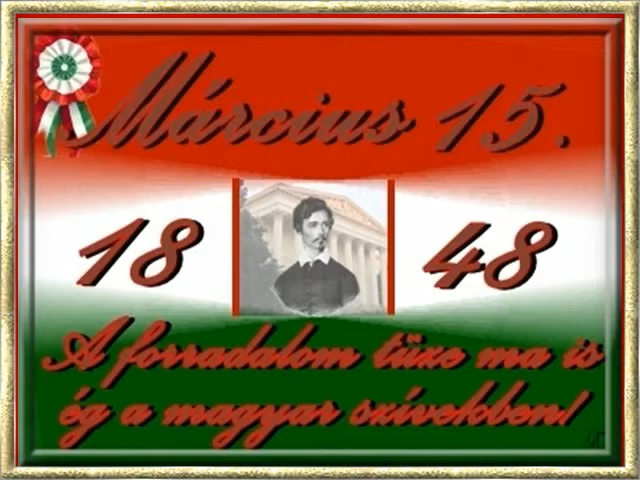 Március 15.
18 48
A forradalom tüze ma is
ég a magyar szívekben!